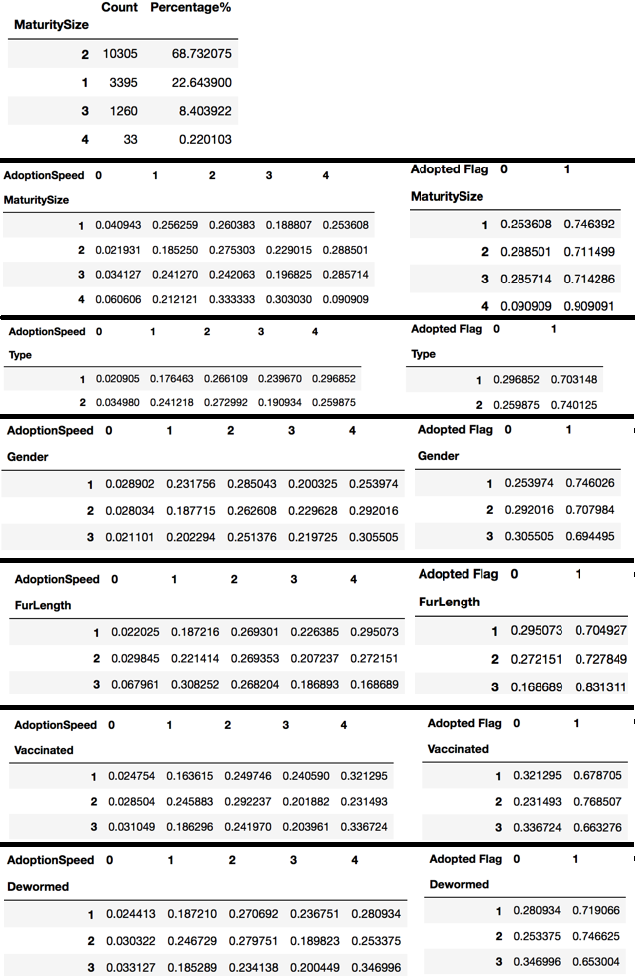 Count Percentage%
MaturitySize
2 10305 68.732075
1 3395 22.643900
3 1260 8.403922
4 33 0.220103
AdoptionSpeed 0 1 2 3 4
MaturitySize
1 0.040943 0.256259 0.260383 0.188807 0.253608
2 0.021931 0.185250 0.275303 0.229015 0.288501
3 0.034127 0.241270 0.242063 0.196825 0.285714
4 0.060606 0.212121 0.333333 0.303030 0.090909
Adopted Flag 0 1
MaturitySize
1 0.253608 0.746392
2 0.288501 0.711499
3 0.285714 0.714286
4 0.090909 0.909091
AdoptionSpeed 0 1 2 3 4
Type
1 0.020905 0.176463 0.266109 0.239670 0.296852
2 0.034980 0.241218 0.272992 0.190934 0.259875
Adopted Flag 0 1
Type
1 0.296852 0.703148
2 0.259875 0.740125
AdoptionSpeed 0 1 2 3 4
Gender
1 0.028902 0.231756 0.285043 0.200325 0.253974
2 0.028034 0.187715 0.262608 0.229628 0.292016
3 0.021101 0.202294 0.251376 0.219725 0.305505
Adopted Flag 0 1
Gender
1 0.253974 0.746026
2 0.292016 0.707984
3 0.305505 0.694495
AdoptionSpeed 0 1 2 3 4
FurLength
1 0.022025 0.187216 0.269301 0.226385 0.295073
2 0.029845 0.221414 0.269353 0.207237 0.272151
3 0.067961 0.308252 0.268204 0.186893 0.168689
Adopted Flag 0 1
FurLength
1 0.295073 0.704927
2 0.272151 0.727849
3 0.168689 0.831311
AdoptionSpeed 0 1 2 3 4
Vaccinated
1 0.024754 0.163615 0.249746 0.240590 0.321295
2 0.028504 0.245883 0.292237 0.201882 0.231493
3 0.031049 0.186296 0.241970 0.203961 0.336724
Adopted Flag 0 1
Vaccinated
1 0.321295 0.678705
2 0.231493 0.768507
3 0.336724 0.663276
AdoptionSpeed 0 1 2 3 4
Dewormed
1 0.024413 0.187210 0.270692 0.236751 0.280934
2 0.030322 0.246729 0.279751 0.189823 0.253375
3 0.033127 0.185289 0.234138 0.200449 0.346996
Adopted Flag 0 1
Dewormed
1 0.280934 0.719066
2 0.253375 0.746625
3 0.346996 0.653004